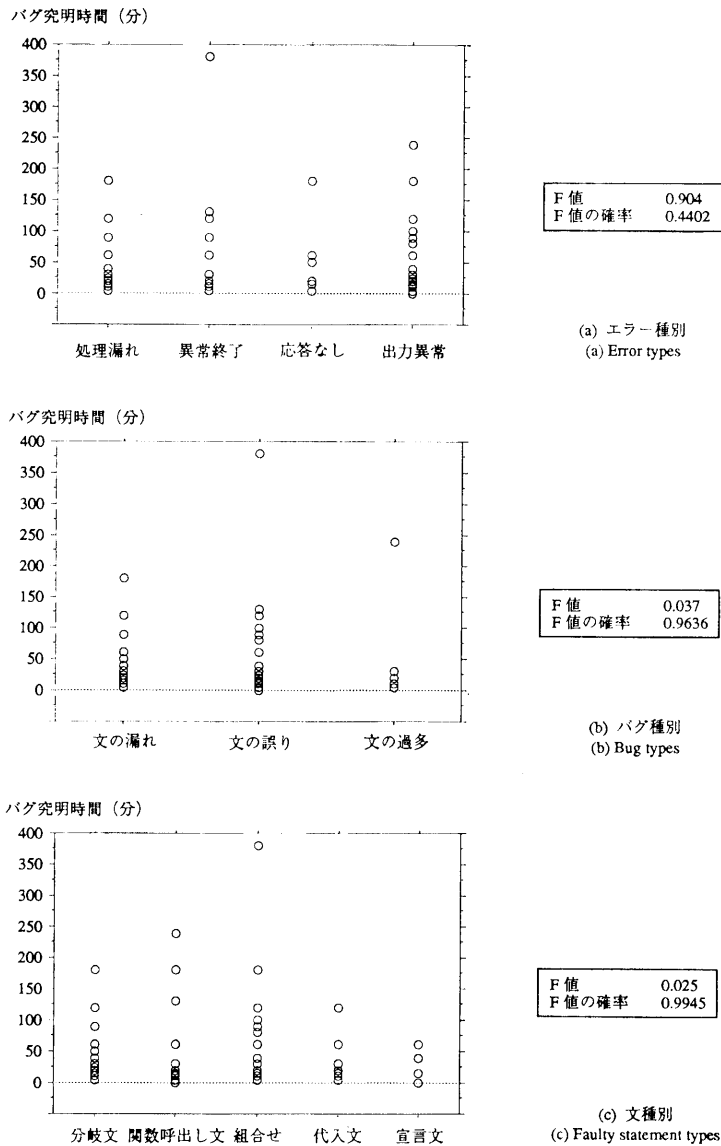 バグ究明時間 (分)
400
350
300
250
200
150
100
50
0
処理漏れ 異常終了 応答なし 出力異常
F 値 0.904
F 値の確率 0.4402
(a) エラー種別
(a) Error types
バグ究明時間 (分)
400
350
300
250
200
150
100
50
0
文の漏れ 文の誤り 文の過多
F 値 0.037
F 値の確率 0.9636
(b) バグ種別
(b) Bug types
バグ究明時間 (分)
400
350
300
250
200
150
100
50
0
分岐文 関数呼出し文 組合せ 代入文 宣言文
F 値 0.025
F 値の確率 0.9945
(c) 文種別
(c) Faulty statement types